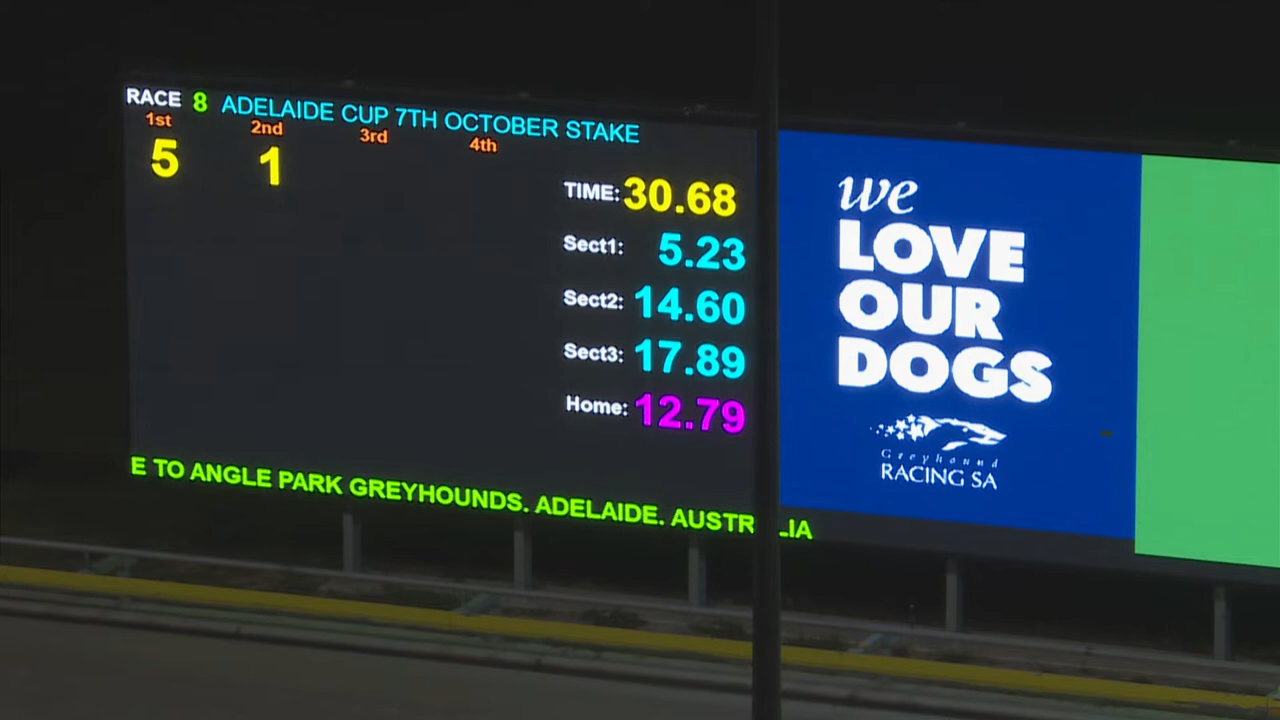 RACE 8 ADELAIDE CUP 7TH OCTOBER STAKE
1st 2nd 3rd 4th
5 1
TIME: 30.68
Sect1: 5.23
Sect2: 14.60
Sect3: 17.89
Home: 12.79
E TO ANGLE PARK GREYHOUNDS. ADELAIDE. AUSTR LIA
we
LOVE
OUR
DOGS
Greyhound
RACING SA